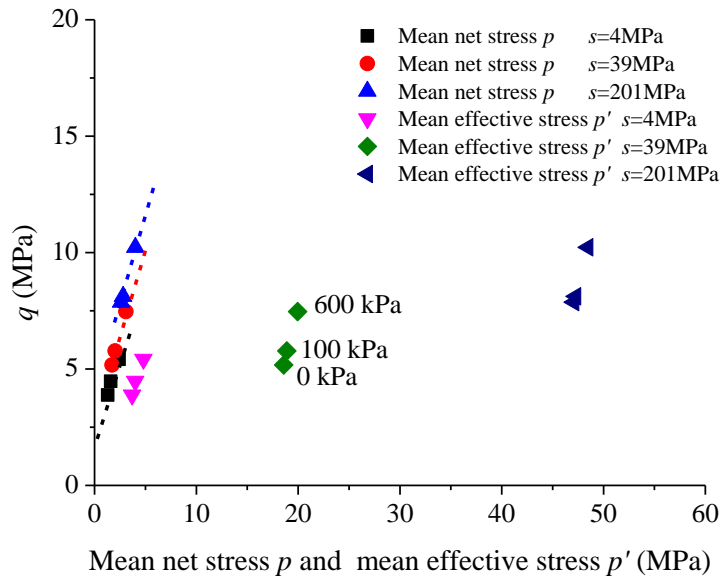 20
15
10
5
0
q (MPa)
Mean net stress p s=4MPa
Mean net stress p s=39MPa
Mean net stress p s=201MPa
Mean effective stress p' s=4MPa
Mean effective stress p' s=39MPa
Mean effective stress p' s=201MPa
600 kPa
100 kPa
0 kPa
0 10 20 30 40 50 60
Mean net stress p and mean effective stress p' (MPa)